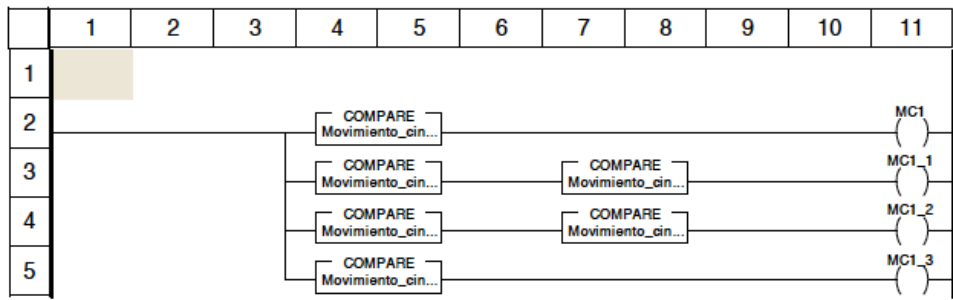 1 2 3 4 5 6 7 8 9 10 11
1
2 COMPARE MC1
Movimiento_cin...
3 COMPARE COMPARE MC1_1
Movimiento_cin... Movimiento_cin...
4 COMPARE COMPARE MC1_2
Movimiento_cin... Movimiento_cin...
5 COMPARE MC1_3
Movimiento_cin...